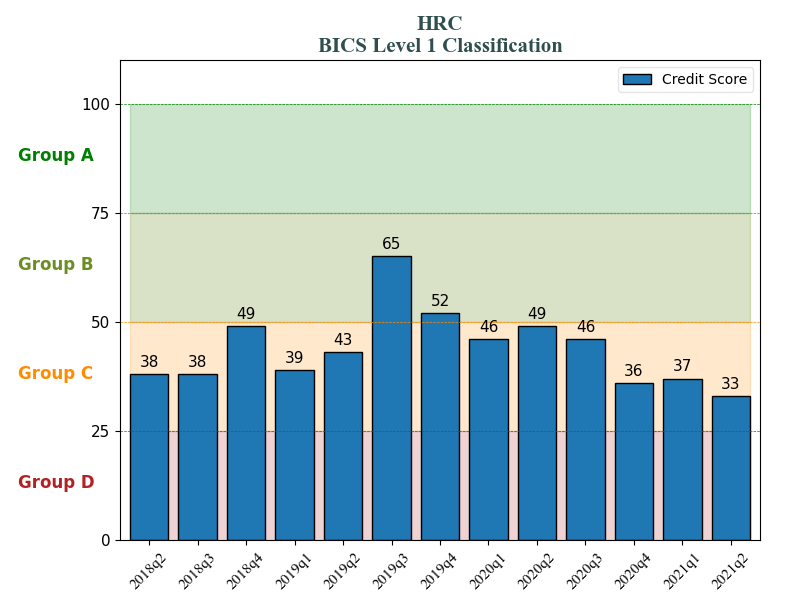 HRC
BICS Level 1 Classification
Credit Score
100
Group A
75
65
Group B
52
50
49
49
46
46
43
39
38
38
37
36
33
Group C
25
Group D
0
2018q2
2018q3
2018q4
2019q1
2019q2
2019q3
2019q4
2020q1
2020q2
2020q3
2020q4
2021q1
2021q2